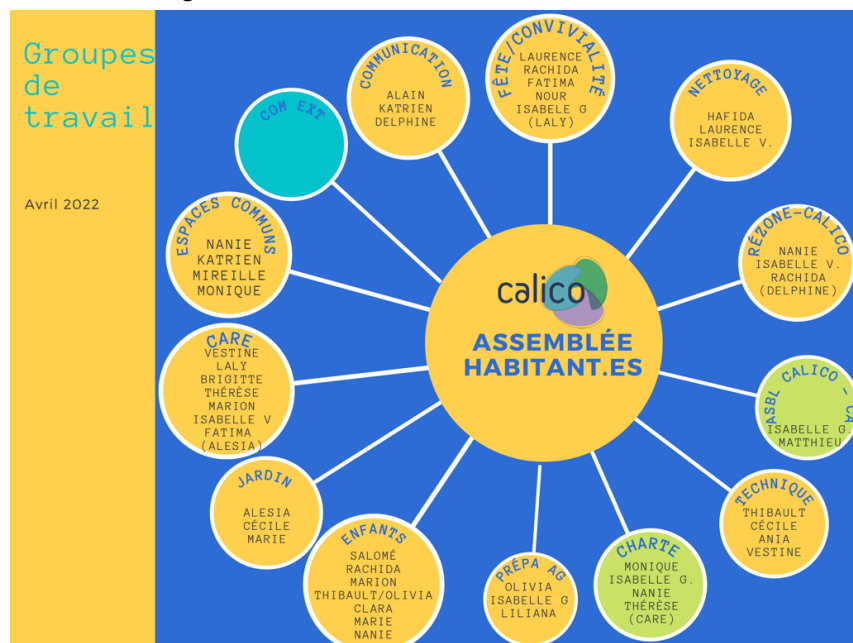 Groupes
de
travail
Avril 2022
COM EXT
COMMUNICATION
ALAIN
KATRIEN
DELPHINE
FÊTE/CONVIVIALITÉ
LAURENCE
RACHIDA
FATIMA
NOUR
ISABELE G
(LALY)
NETTOYAGE
HAFIDA
LAURENCE
ISABELLE V.
RÉZONE-CALICO
NANIE
ISABELLE V.
RACHIDA
(DELPHINE)
ASBL CALICO - CA
ISABELLE G.
MATTHIEU
TECHNIQUE
THIBAULT
CÉCILE
ANIA
VESTINE
CHARTE
MONIQUE
ISABELLE G.
NANIE
THÉRÈSE
(CARE)
PRÉPA AG
OLIVIA
ISABELLE G
LILIANA
ENFANTS
SALOMÉ
RACHIDA
MARION
THIBAULT/OLIVIA
CLARA
MARIE
NANIE
JARDIN
ALESIA
CÉCILE
MARIE
CARE
VESTINE
LALY
BRIGITTE
THÉRÈSE
MARION
ISABELLE V
FATIMA
(ALESIA)
ESPACES COMMUNS
NANIE
KATRIEN
MIREILLE
MONIQUE
calico
ASSEMBLÉE
HABITANT.ES